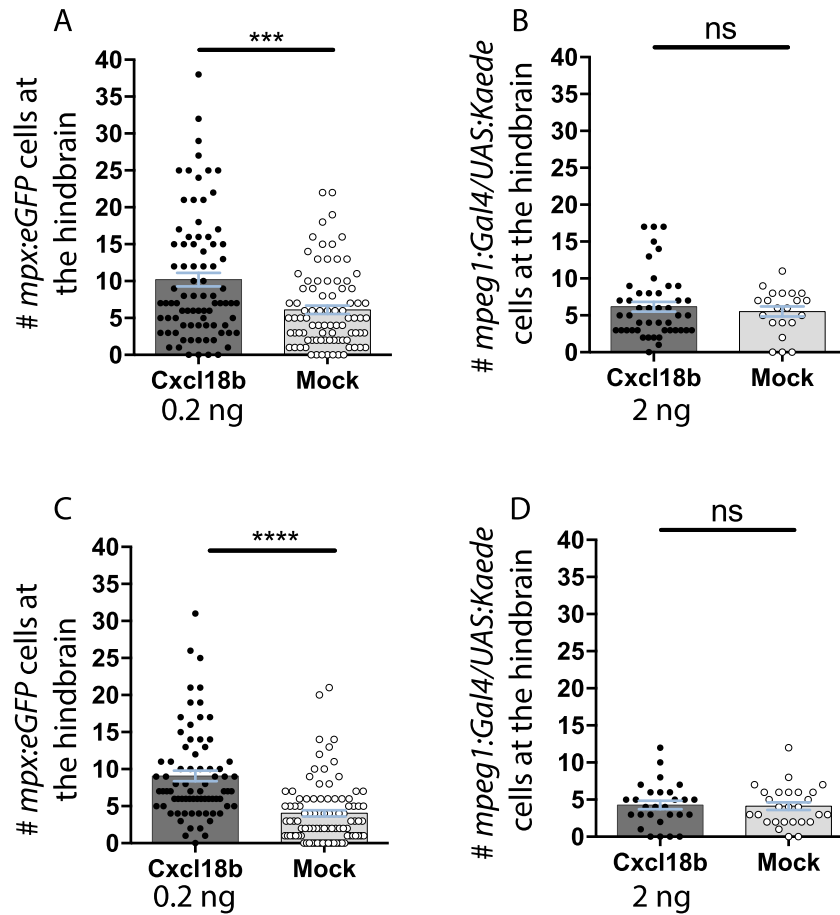 A
***
# mpx:eGFP cells at
the hindbrain
40
35
30
25
20
15
10
5
0
Cxcl18b
Mock
0.2 ng
B
ns
# mpeg1:Gal4/UAS:Kaede
cells at the hindbrain
40
35
30
25
20
15
10
5
0
Cxcl18b
Mock
2 ng
C
****
# mpx:eGFP cells at
the hindbrain
40
35
30
25
20
15
10
5
0
Cxcl18b
Mock
0.2 ng
D
ns
# mpeg1:Gal4/UAS:Kaede
cells at the hindbrain
40
35
30
25
20
15
10
5
0
Cxcl18b
Mock
2 ng